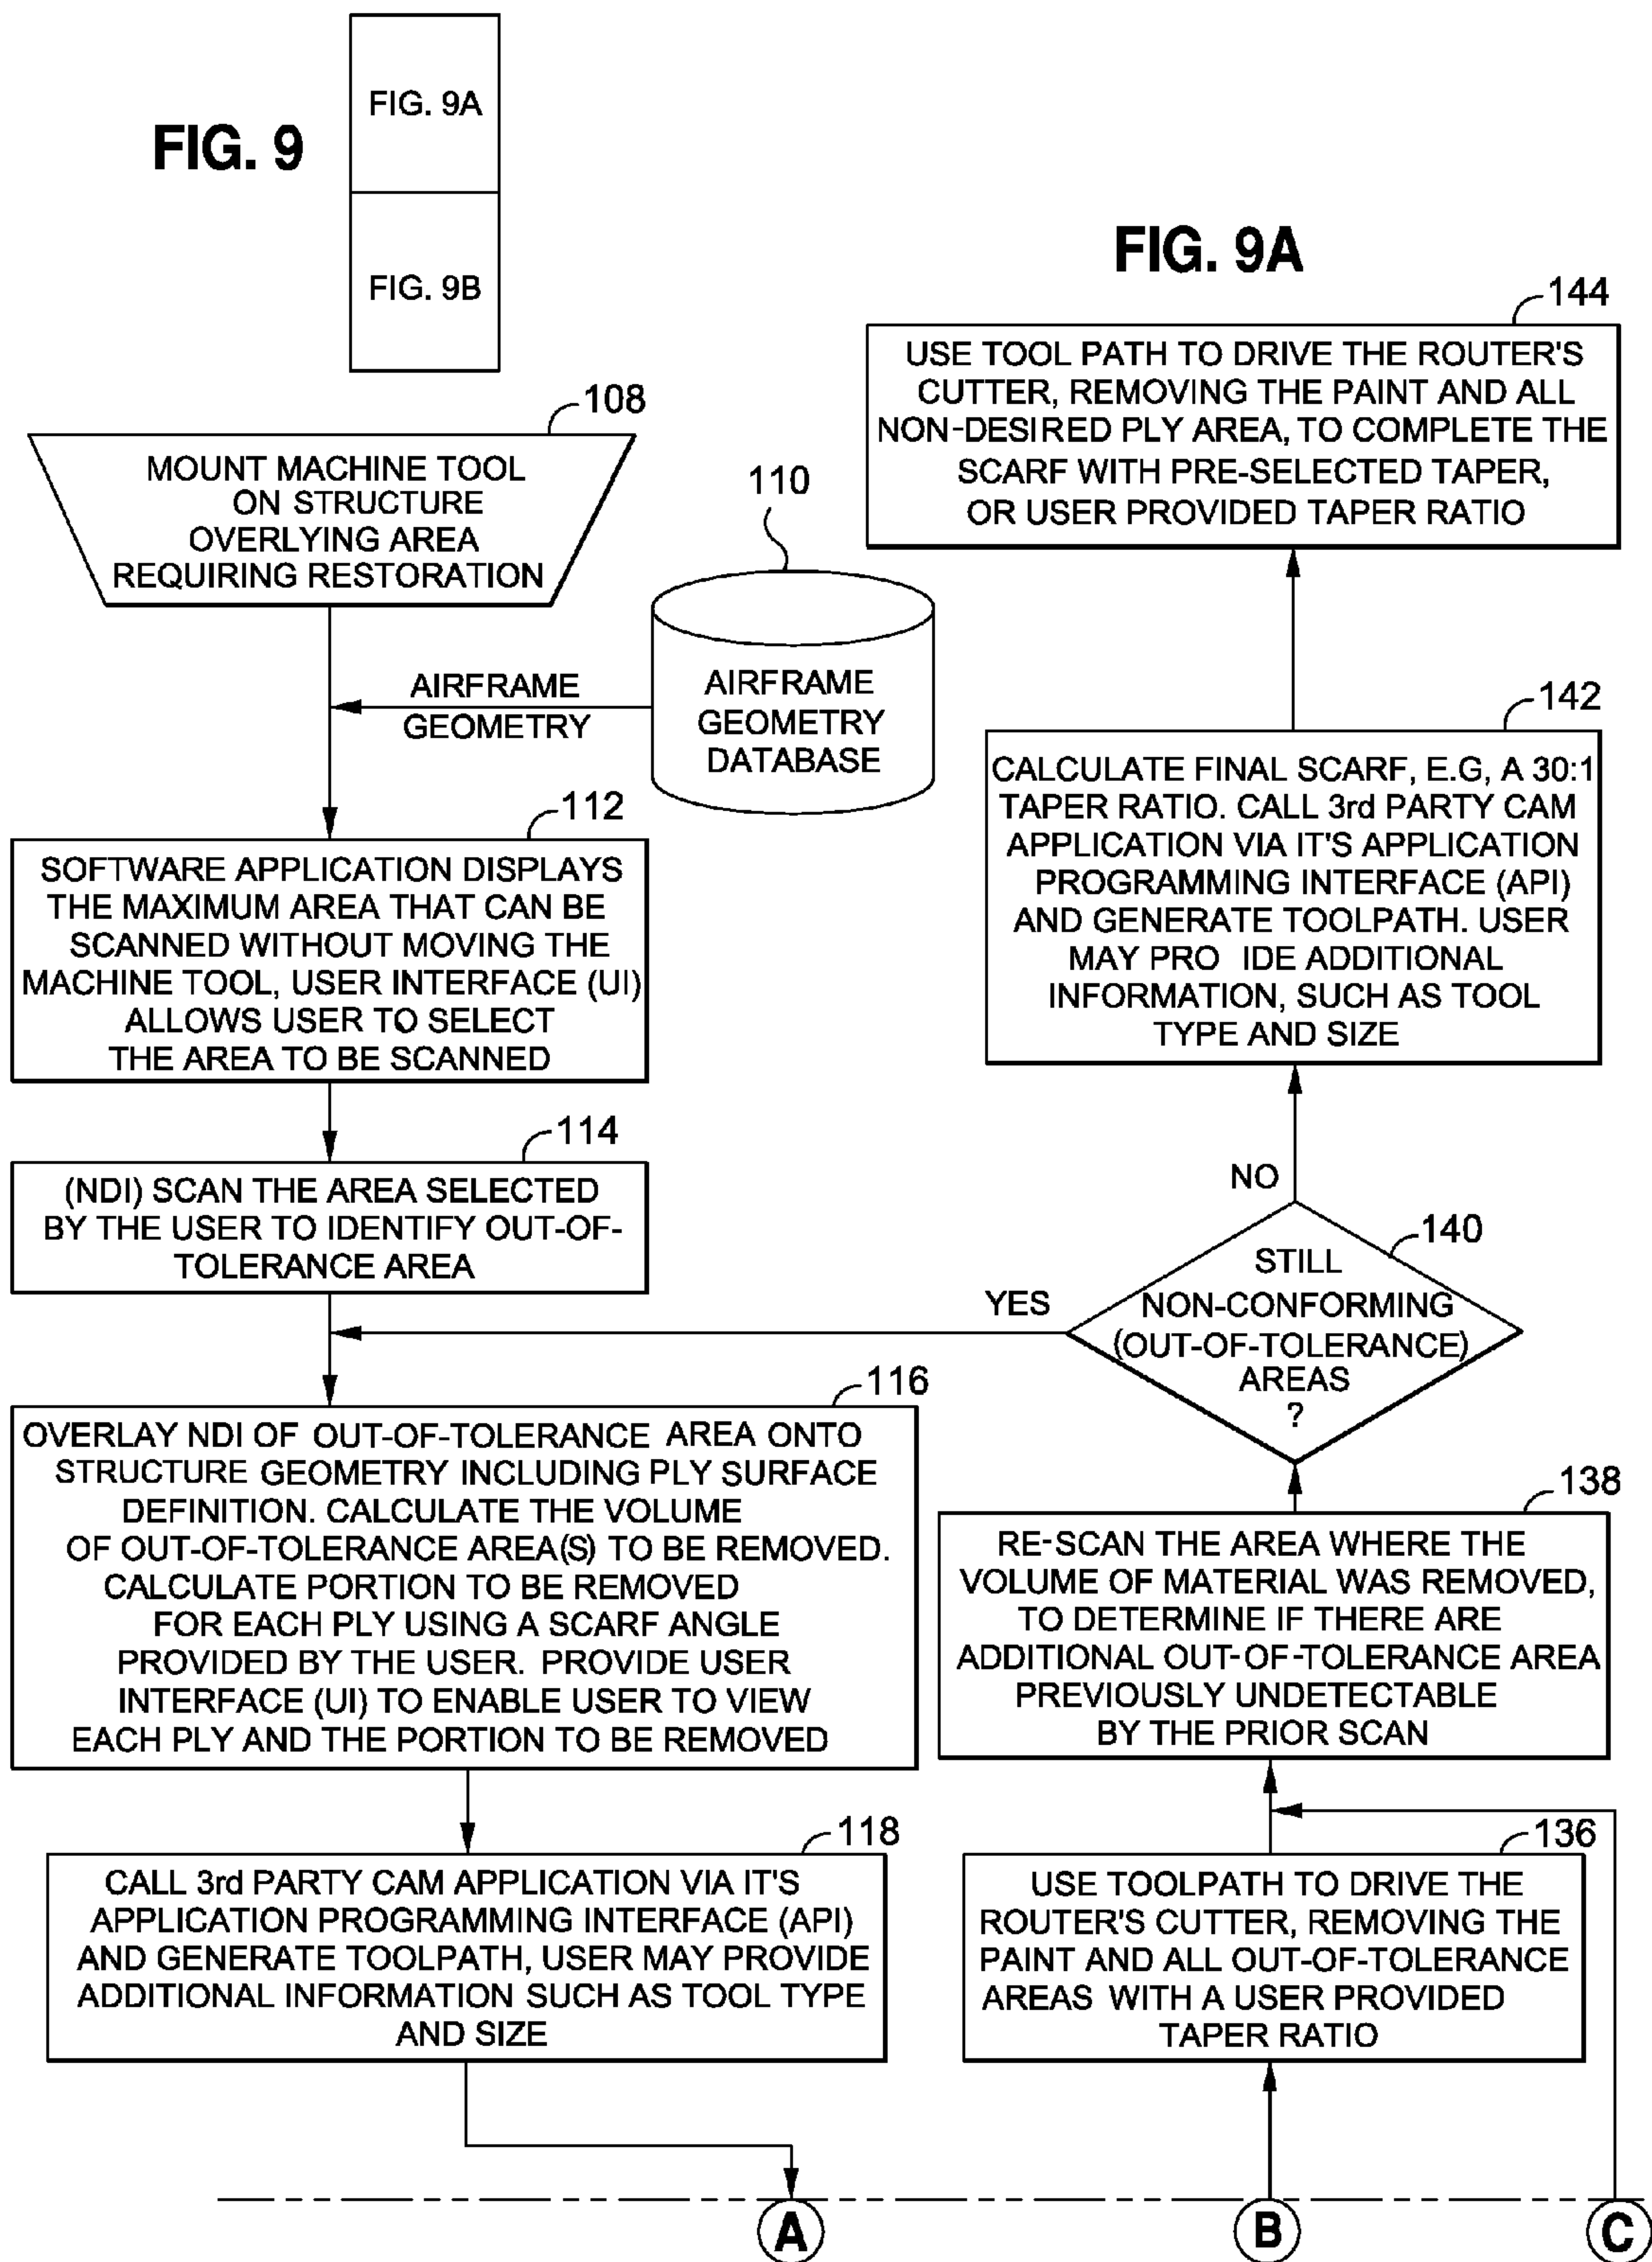 FIG. 9
FIG. 9A
FIG. 9B
108
MOUNT MACHINE TOOL
ON STRUCTURE
OVERLYING AREA
REQUIRING RESTORATION
110
AIRFRAME
GEOMETRY
DATABASE
AIRFRAME
GEOMETRY
112
SOFTWARE APPLICATION DISPLAYS
THE MAXIMUM AREA THAT CAN BE
SCANNED WITHOUT MOVING THE
MACHINE TOOL, USER INTERFACE (UI)
ALLOWS USER TO SELECT
THE AREA TO BE SCANNED
114
(NDI) SCAN THE AREA SELECTED
BY THE USER TO IDENTIFY OUT-OF-
TOLERANCE AREA
116
OVERLAY NDI OF OUT-OF-TOLERANCE AREA ONTO
STRUCTURE GEOMETRY INCLUDING PLY SURFACE
DEFINITION. CALCULATE THE VOLUME
OF OUT-OF-TOLERANCE AREA(S) TO BE REMOVED.
CALCULATE PORTION TO BE REMOVED
FOR EACH PLY USING A SCARF ANGLE
PROVIDED BY THE USER. PROVIDE USER
INTERFACE (UI) TO ENABLE USER TO VIEW
EACH PLY AND THE PORTION TO BE REMOVED
118
CALL 3rd PARTY CAM APPLICATION VIA IT'S
APPLICATION PROGRAMMING INTERFACE (API)
AND GENERATE TOOLPATH, USER MAY PROVIDE
ADDITIONAL INFORMATION SUCH AS TOOL TYPE
AND SIZE
A
FIG. 9A
144
USE TOOL PATH TO DRIVE THE ROUTER'S
CUTTER, REMOVING THE PAINT AND ALL
NON-DESIRED PLY AREA, TO COMPLETE THE
SCARF WITH PRE-SELECTED TAPER,
OR USER PROVIDED TAPER RATIO
142
CALCULATE FINAL SCARF, E.G, A 30:1
TAPER RATIO. CALL 3rd PARTY CAM
APPLICATION VIA IT'S APPLICATION
PROGRAMMING INTERFACE (API)
AND GENERATE TOOLPATH. USER
MAY PRO IDE ADDITIONAL
INFORMATION, SUCH AS TOOL
TYPE AND SIZE
NO
140
YES
STILL
NON-CONFORMING
(OUT-OF-TOLERANCE)
AREAS
?
138
RE-SCAN THE AREA WHERE THE
VOLUME OF MATERIAL WAS REMOVED,
TO DETERMINE IF THERE ARE
ADDITIONAL OUT-OF-TOLERANCE AREA
PREVIOUSLY UNDETECTABLE
BY THE PRIOR SCAN
136
USE TOOLPATH TO DRIVE THE
ROUTER'S CUTTER, REMOVING THE
PAINT AND ALL OUT-OF-TOLERANCE
AREAS WITH A USER PROVIDED
TAPER RATIO
B
C